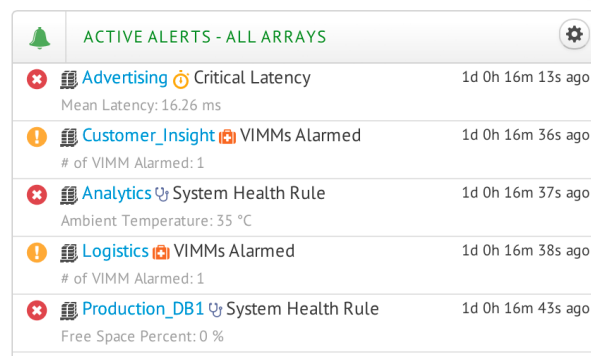 ACTIVE ALERTS - ALL ARRAYS
Advertising Critical Latency 1d 0h 16m 13s ago
Mean Latency: 16.26 ms
Customer_Insight VIMMs Alarmed 1d 0h 16m 36s ago
# of VIMM Alarmed: 1
Analytics System Health Rule 1d 0h 16m 37s ago
Ambient Temperature: 35 °C
Logistics VIMMs Alarmed 1d 0h 16m 38s ago
# of VIMM Alarmed: 1
Production_DB1 System Health Rule 1d 0h 16m 43s ago
Free Space Percent: 0 %